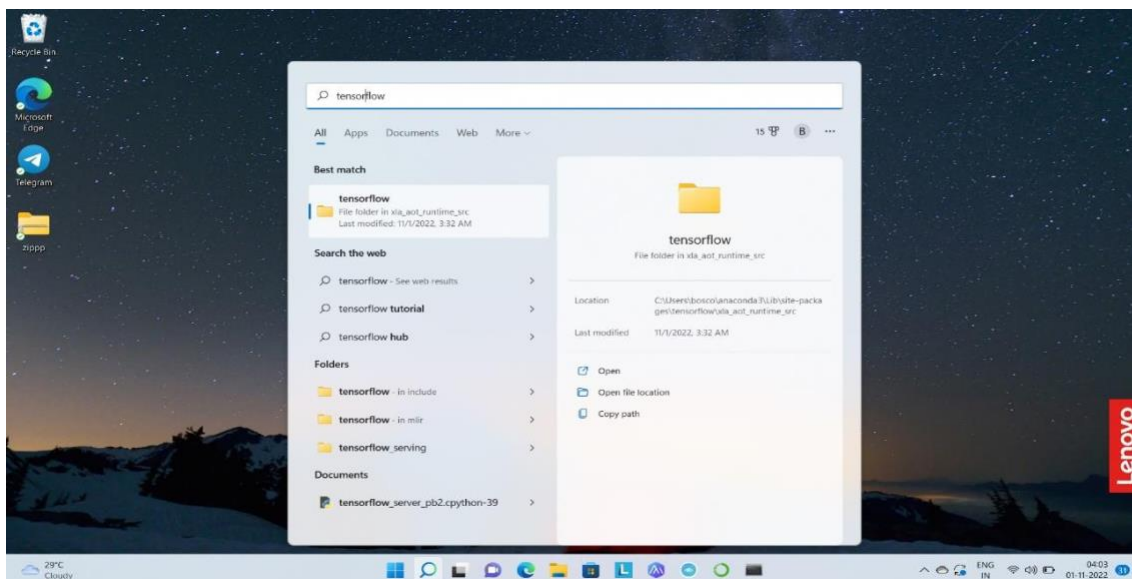 Recycle Bin
Microsoft
Edge
Telegram
zippp
tensorflow
All Apps Documents Web More
15
B
Best match
tensorflow
File folder in xla_aot_runtime_src
Last modified: 11/1/2022, 3:32 AM
Search the web
tensorflow - See web results
tensorflow tutorial
tensorflow hub
Folders
tensorflow - in include
tensorflow - in mlir
tensorflow_serving
Documents
tensorflow_server_pb2.cpython-39
tensorflow
File folder in xla_aot_runtime_src
Location C:\Users\bosco\anaconda3\Lib\site-packa
ges\tensorflow\xla_aot_runtime_src
Last modified 11/1/2022, 3:32 AM
Open
Open file location
Copy path
Lenovo
29°C
Cloudy
L
ENG
IN
04:03
01-11-2022
11